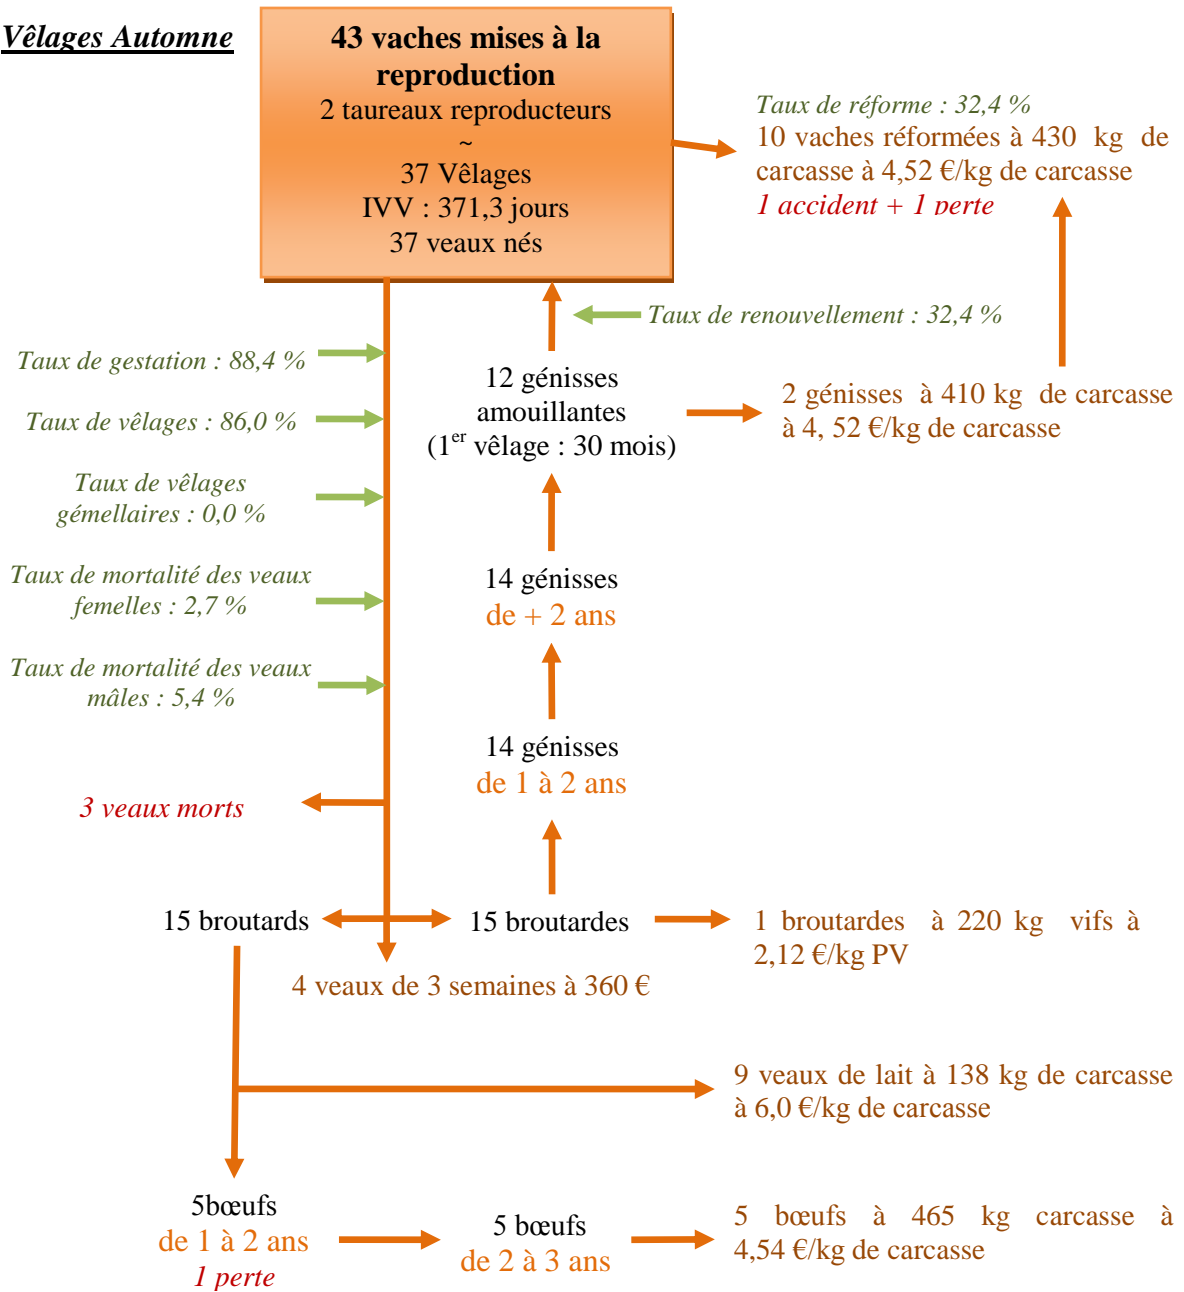 Vêlages Automne
43 vaches mises à la
reproduction
2 taureaux reproducteurs
~
37 Vêlages
IVV : 371,3 jours
37 veaux nés
Taux de réforme : 32,4 %
10 vaches réformées à 430 kg de
carcasse à 4,52 €/kg de carcasse
1 accident + 1 perte
Taux de renouvellement : 32,4 %
Taux de gestation : 88,4 %
12 génisses
amouillantes
(1er vêlage : 30 mois)
2 génisses à 410 kg de carcasse
à 4, 52 €/kg de carcasse
Taux de vêlages : 86,0 %
Taux de vêlages
gémellaires : 0,0 %
Taux de mortalité des veaux
femelles : 2,7 %
14 génisses
de + 2 ans
Taux de mortalité des veaux
mâles : 5,4 %
14 génisses
de 1 à 2 ans
3 veaux morts
15 broutards
15 broutardes
1 broutardes à 220 kg vifs à
2,12 €/kg PV
4 veaux de 3 semaines à 360 €
9 veaux de lait à 138 kg de carcasse
à 6,0 €/kg de carcasse
5bœufs
de 1 à 2 ans
1 perte
5 bœufs
de 2 à 3 ans
5 bœufs à 465 kg carcasse à
4,54 €/kg de carcasse